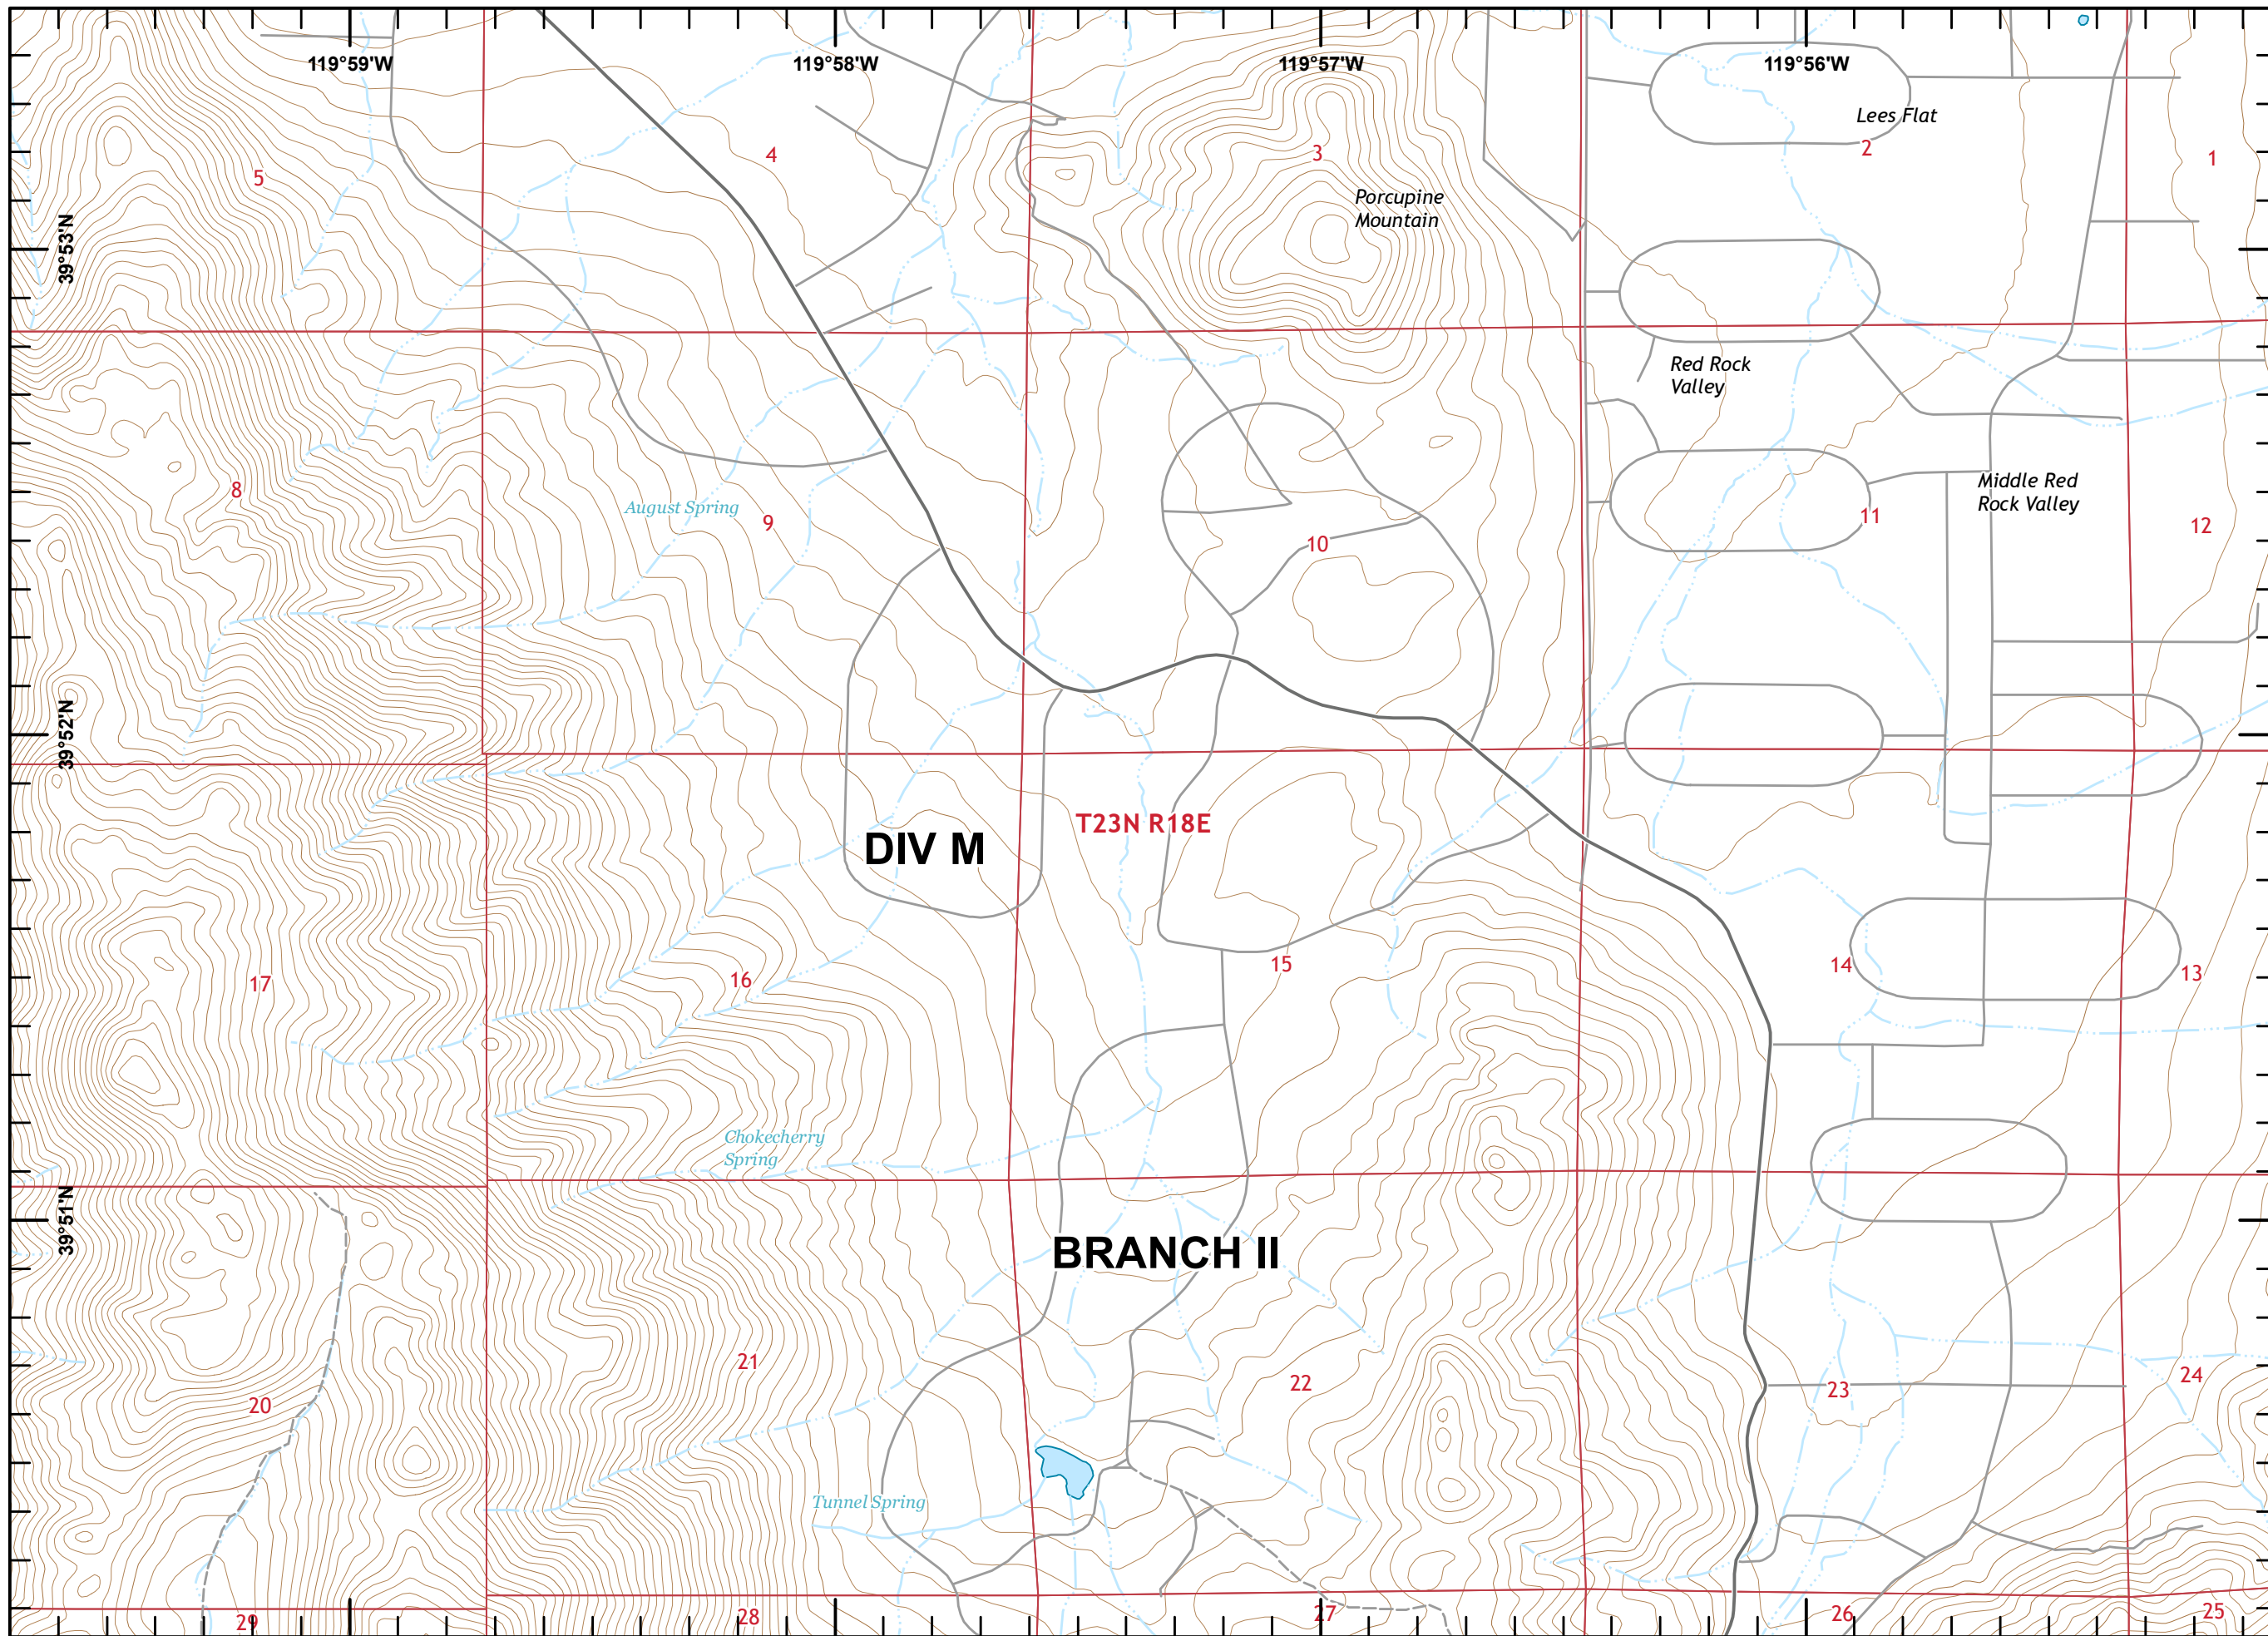 119°59'W
119°58'W
119°57'W
119°56'W
Lees Flat
4
3
2
1
5
Porcupine
Mountain
39°53'N
Red Rock
Valley
8
August Spring
9
10
11
Middle Red
Rock Valley
12
39°52'N
DIV M
T23N R18E
17
16
15
14
13
Chokecherry
Spring
39°51'N
BRANCH II
21
22
23
24
20
Tunnel Spring
29
28
27
26
25